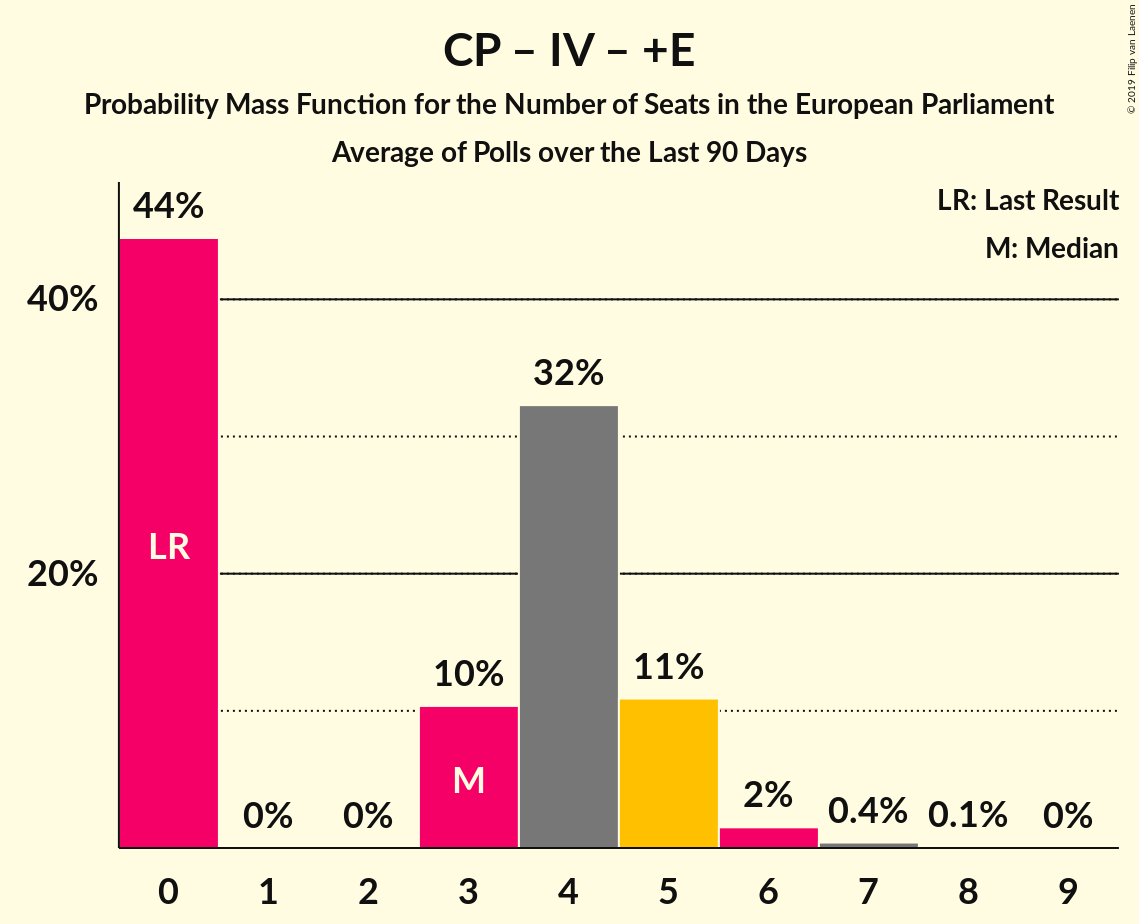 CP – IV – +E
Probability Mass Function for the Number of Seats in the European Parliament
Average of Polls over the Last 90 Days
© 2019 Filip van Laenen
LR: Last Result
M: Median
44%
40%
32%
LR
20%
10%
11%
M
0%
0%
2%
0.4%
0.1%
0%
0 1 2 3 4 5 6 7 8 9